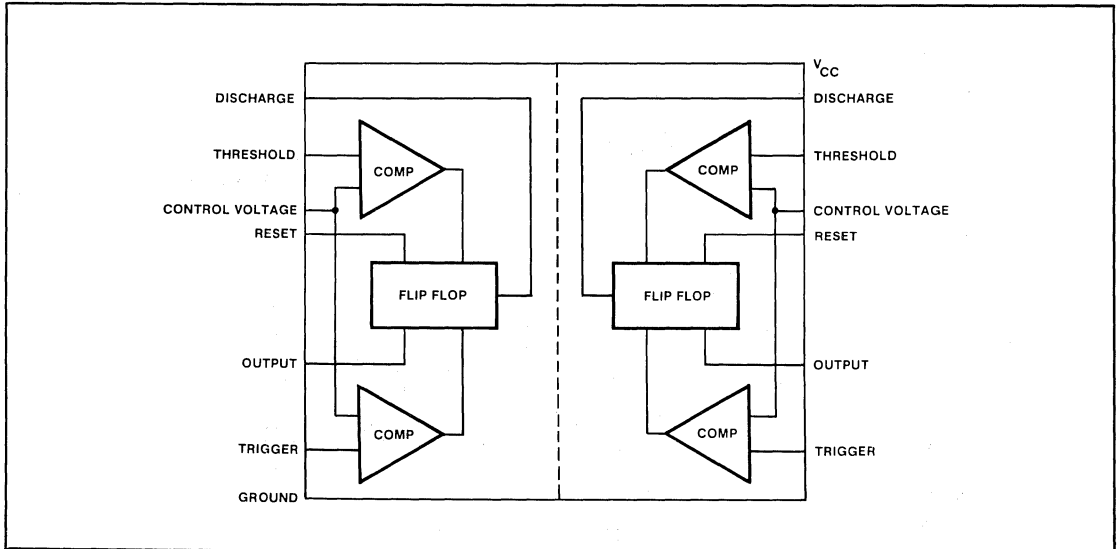 VCC
DISCHARGE
DISCHARGE
THRESHOLD
COMP
COMP
THRESHOLD
CONTROL VOLTAGE
CONTROL VOLTAGE
RESET
RESET
FLIP FLOP
FLIP FLOP
OUTPUT
OUTPUT
COMP
COMP
TRIGGER
TRIGGER
GROUND